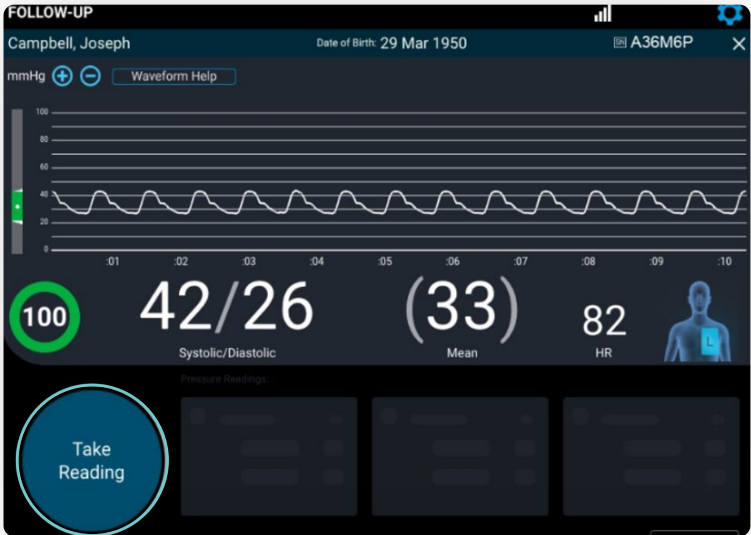 FOLLOW-UP
Campbell, Joseph Date of Birth: 29 Mar 1950 SN A36M6P
mmHg Waveform Help
100
80
60
40
20
0
:01 :02 :03 :04 :05 :06 :07 :08 :09 :10
100 42/26 (33) 82 L
Systolic/Diastolic Mean HR
Pressure Readings:
Take
Reading